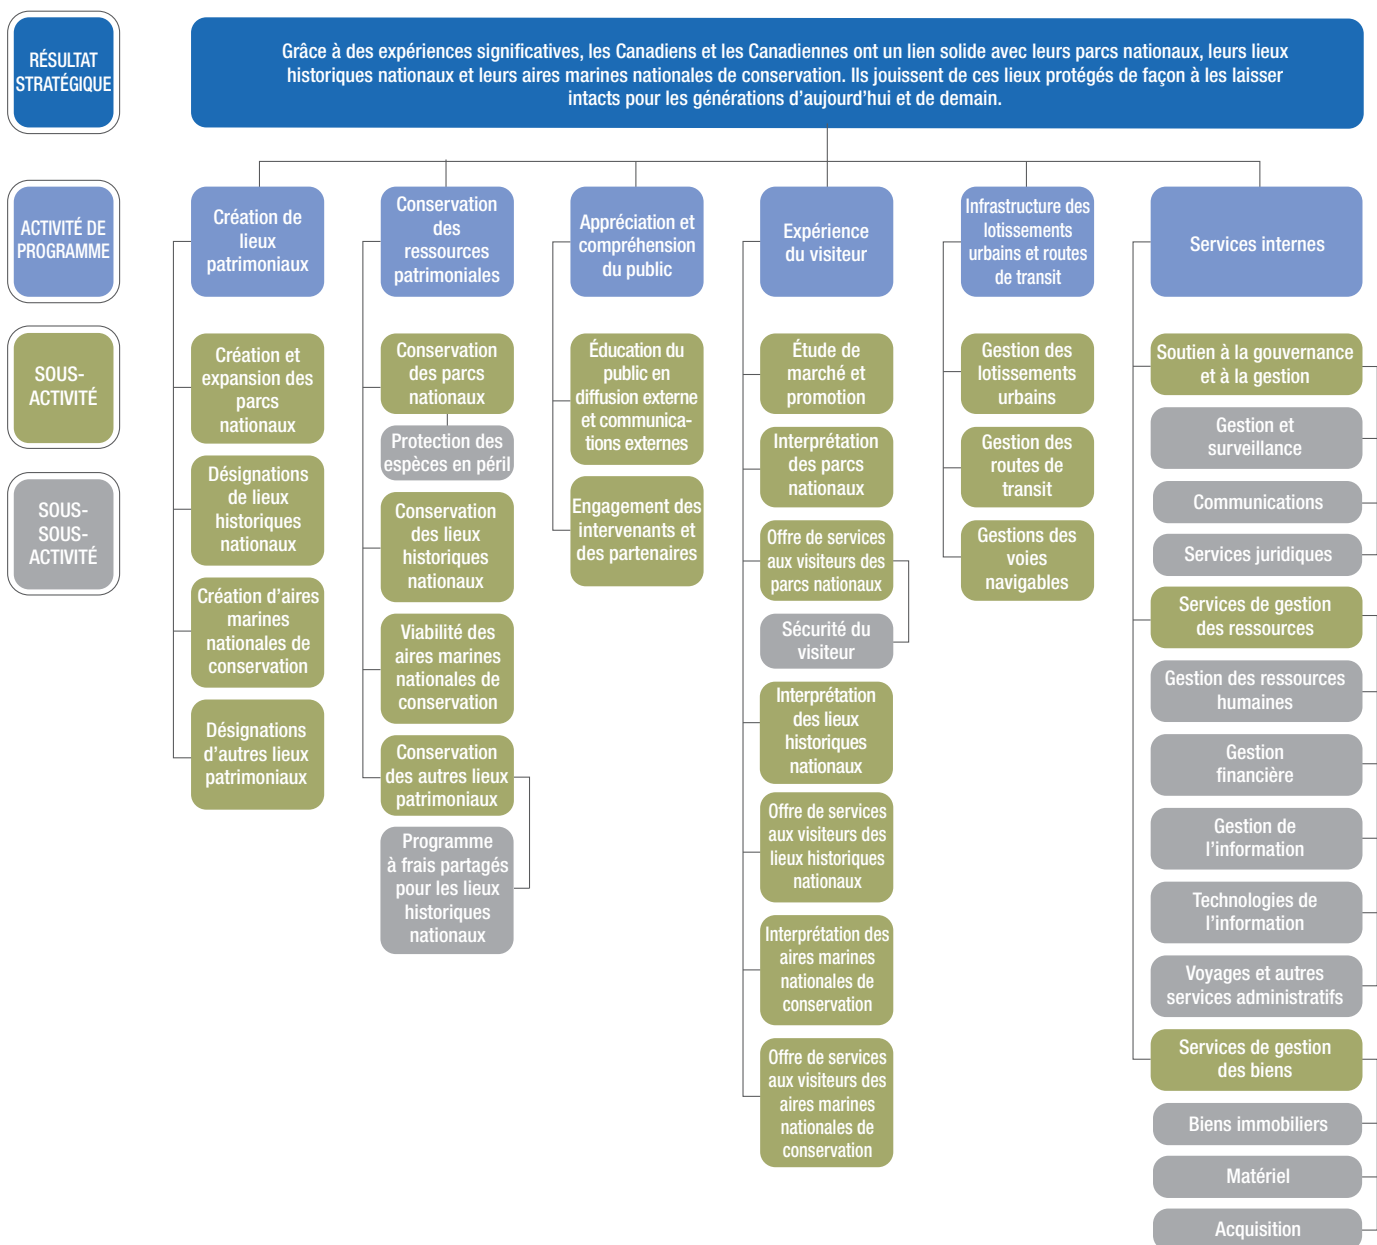 RÉSULTAT
STRATÉGIQUE
Grâce à des expériences significatives, les Canadiens et les Canadiennes ont un lien solide avec leurs parcs nationaux, leurs lieux
historiques nationaux et leurs aires marines nationales de conservation. Ils jouissent de ces lieux protégés de façon à les laisser
intacts pour les générations d’aujourd’hui et de demain.
ACTIVITÉ DE
PROGRAMME
Création de
lieux
patrimoniaux
Conservation
des
ressources
patrimoniales
Appréciation et
compréhension
du public
Expérience
du visiteur
Infrastructure des
lotissements
urbains et routes
de transit
Services internes
SOUS-
ACTIVITÉ
SOUS-
SOUS-
ACTIVITÉ
Création et
expansion des
parcs
nationaux
Désignations
de lieux
historiques
nationaux
Création d’aires
marines
nationales de
conservation
Désignations
d’autres lieux
patrimoniaux
Conservation
des parcs
nationaux
Protection des
espèces en péril
Conservation
des lieux
historiques
nationaux
Viabilité des
aires marines
nationales de
conservation
Conservation
des autres lieux
patrimoniaux
Programme
à frais partagés
pour les lieux
historiques
nationaux
Éducation du
public en
diffusion externe
et communica-
tions externes
Engagement des
intervenants et
des partenaires
Étude de
marché et
promotion
Interprétation
des parcs
nationaux
Offre de services
aux visiteurs des
parcs nationaux
Sécurité du
visiteur
Interprétation
des lieux
historiques
nationaux
Offre de services
aux visiteurs des
lieux historiques
nationaux
Interprétation des
aires marines
nationales de
conservation
Offre de services
aux visiteurs des
aires marines
nationales de
conservation
Gestion des
lotissements
urbains
Gestion des
routes de
transit
Gestions des
voies
navigables
Soutien à la gouvernance
et à la gestion
Gestion et
surveillance
Communications
Services juridiques
Services de gestion
des ressources
Gestion des ressources
humaines
Gestion
financière
Gestion de
l’information
Technologies de
l’information
Voyages et autres
services administratifs
Services de gestion
des biens
Biens immobiliers
Matériel
Acquisition